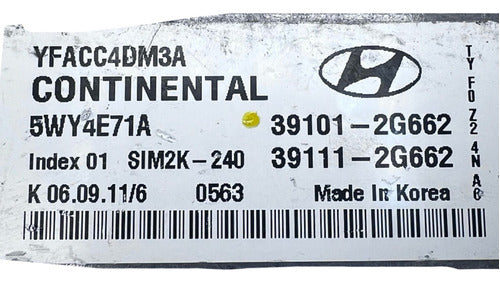 YFACC4DM3A
CONTINENTAL
5WY4E71A 39101-2G662
Index 01 SIM2K-240 39111-2G662
K 06.09.11/6 0563 Made In Korea
TYF0Z24NA6